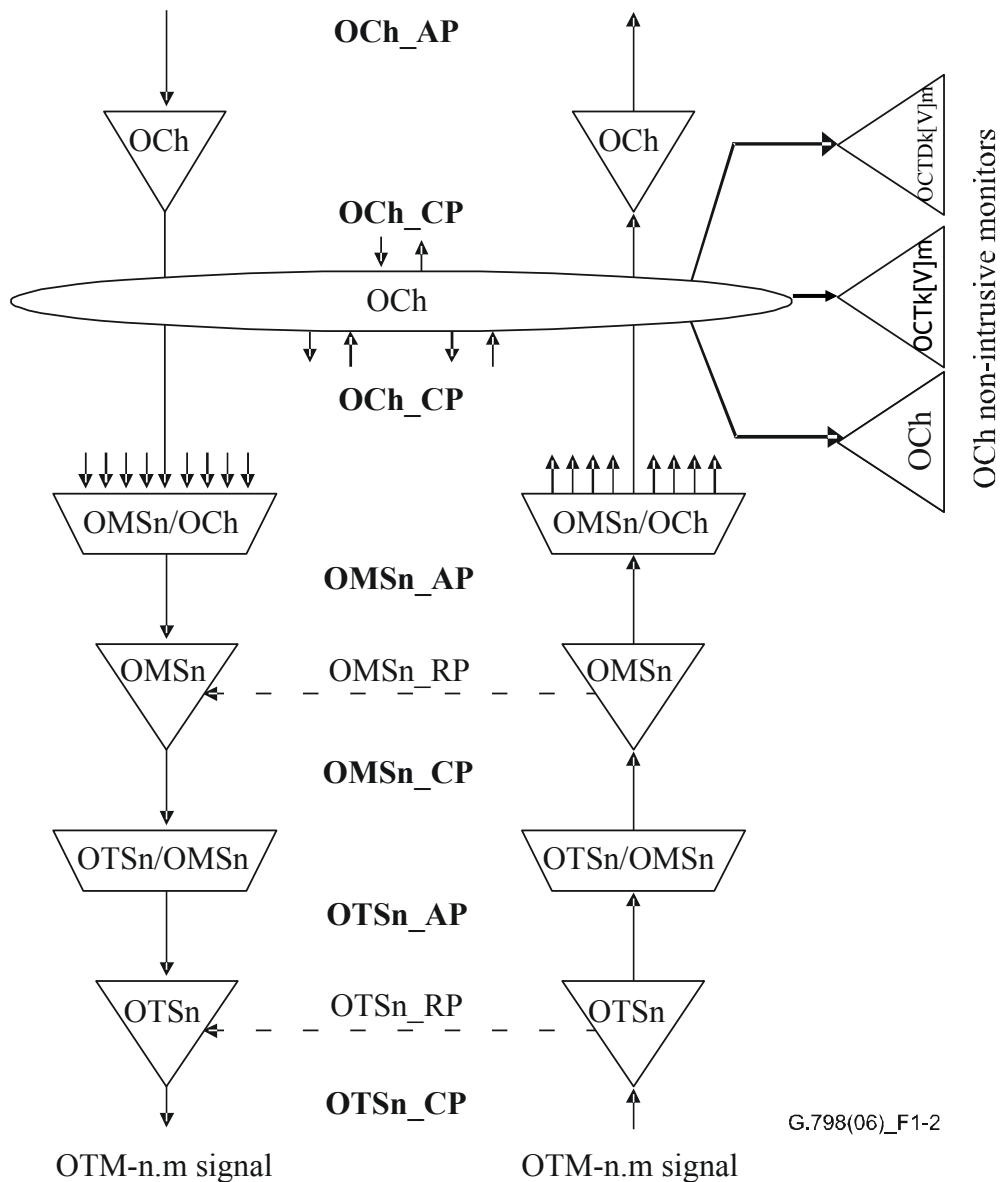 OCh_AP
OCh
OCh
OCTDk[V]m
OCh_CP
OCh
OCTk[V]m
OCh_CP
OCh
OCh non-intrusive monitors
OMSn/OCh
OMSn/OCh
OMSn_AP
OMSn
OMSn_RP
OMSn
OMSn_CP
OTSn/OMSn
OTSn/OMSn
OTSn_AP
OTSn
OTSn_RP
OTSn
OTSn_CP
G.798(06)_F1-2
OTM-n.m signal
OTM-n.m signal